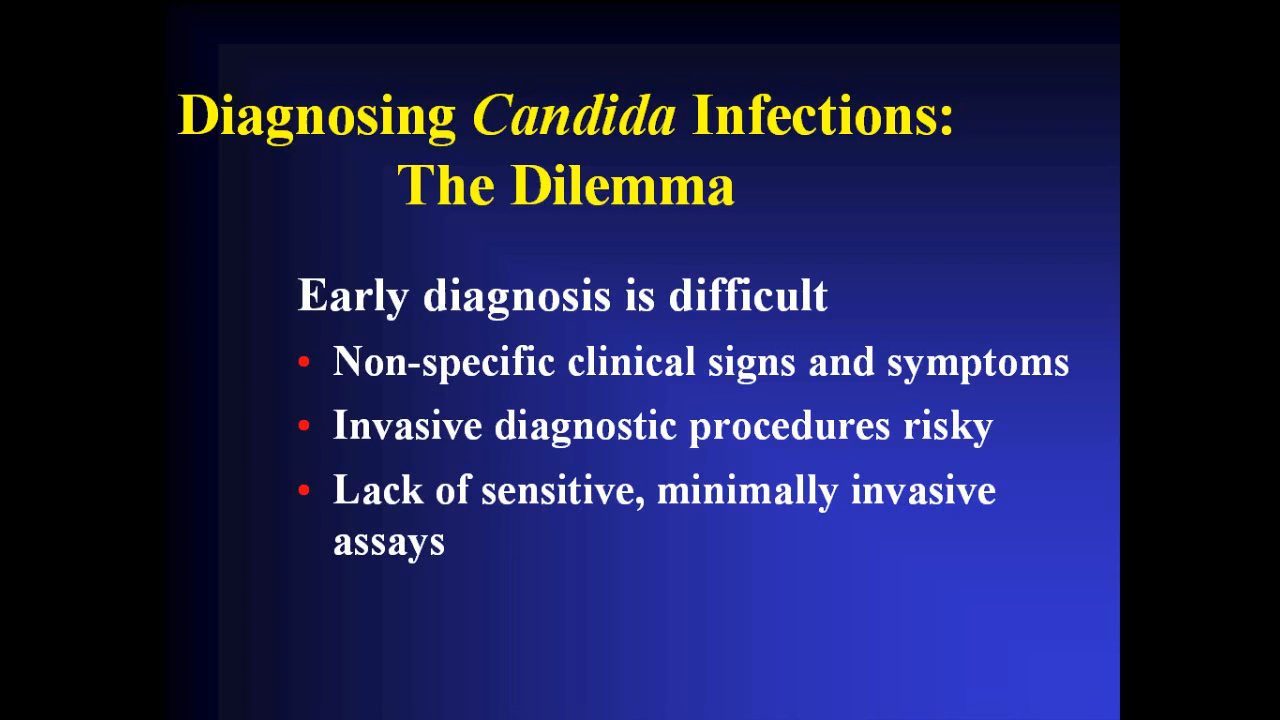 Diagnosing Candida Infections:
The Dilemma
Early diagnosis is difficult
• Non-specific clinical signs and symptoms
• Invasive diagnostic procedures risky
• Lack of sensitive, minimally invasive
assays